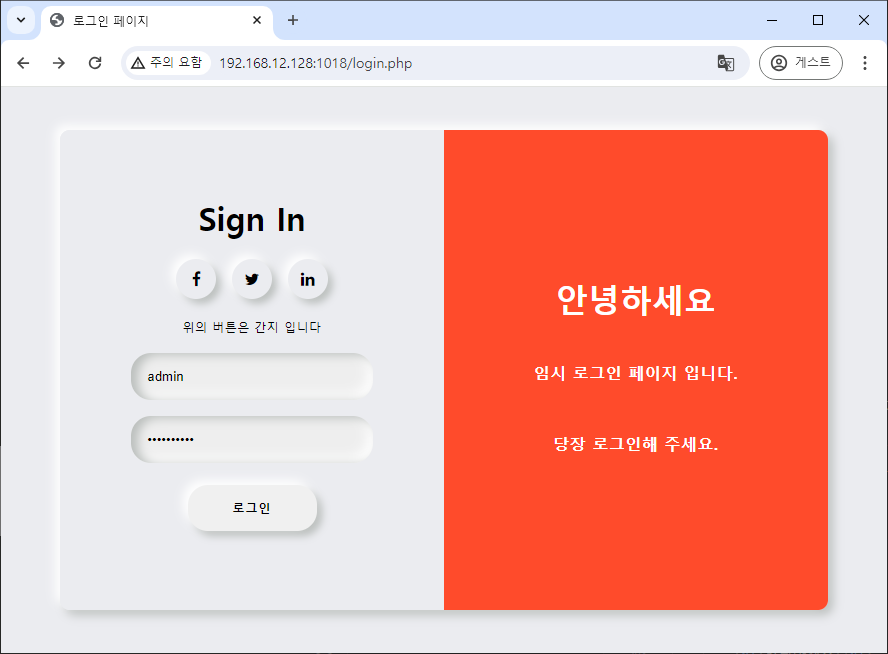 로그인 페이지
주의 요함
192.168.12.128:1018/login.php
게스트
Sign In
위의 버튼은 간지 입니다
admin
••••••••••
로그인
안녕하세요
임시 로그인 페이지 입니다.
당장 로그인해 주세요.